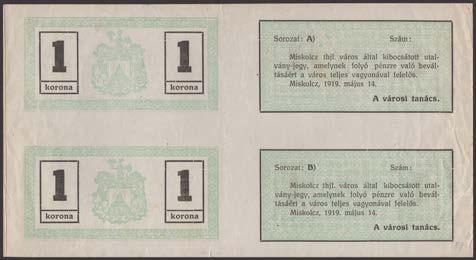 1 1
korona korona
Sorozat: A) Szám:
Miskolcz thjf. város által kibocsátott utal-
vány-jegy, amelynek folyó pénzre való bevál-
tásáért a város teljes vagyonával felelős.
Miskolcz, 1919. május 14.
A városi tanács.
1 1
korona korona
Sorozat: B) Szám:
Miskolcz thjf. város által kibocsátott utal-
vány-jegy, amelynek folyó pénzre való bevál-
tásáért a város teljes vagyonával felelős.
Miskolcz, 1919. május 14.
A városi tanács.